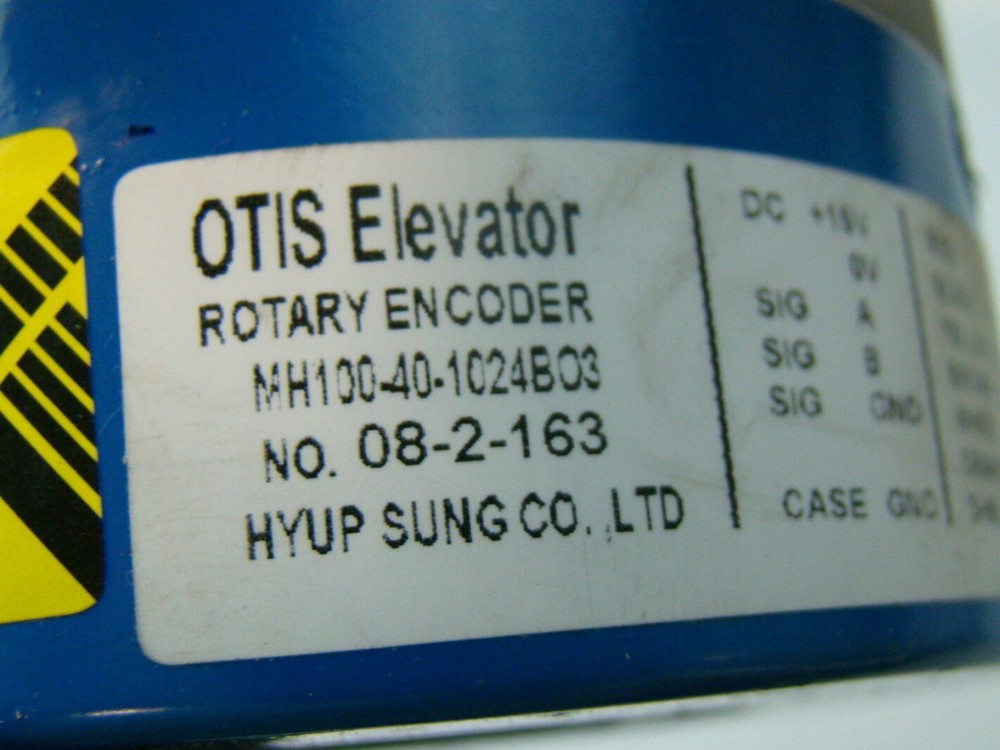 OTIS Elevator
ROTARY ENCODER
MH100-40-1024BO3
NO. 08-2-163
HYUP SUNG CO.,LTD
DC +15V
0V
SIG A
SIG B
SIG GND
CASE GND